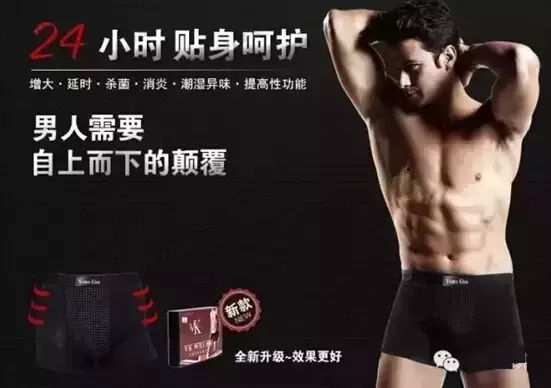 24 小时 贴身呵护
增大·延时·杀菌·消炎·潮湿异味·提高性功能
男人需要
自上而下的颠覆
VK
新款
NEW
全新升级~效果更好